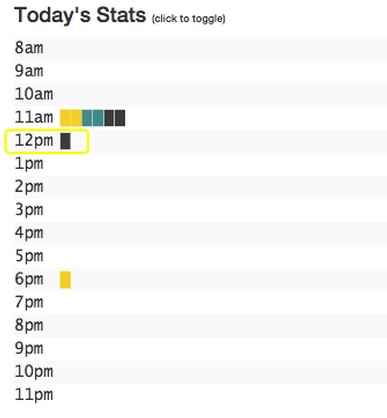 Today's Stats (click to toggle)
8am
9am
10am
11am
12pm
1pm
2pm
3pm
4pm
5pm
6pm
7pm
8pm
9pm
10pm
11pm